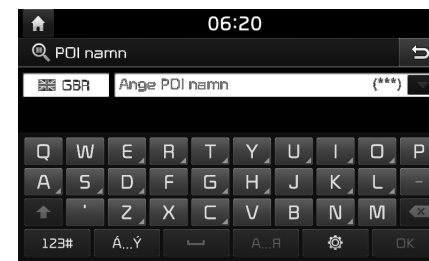 06:20
POI namn
GBR Ange POI namn (***)
Q W E R T Y U I O P
A S D F G H J K L -
' Z X C V B N M
123# Á...Ý A...Я OK